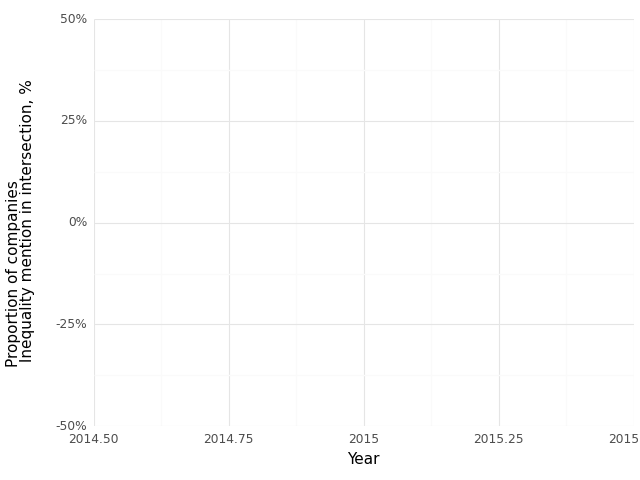 50%
25%
0%
-25%
-50%
2014.50 2014.75 2015 2015.25 2015
Year
Proportion of companies
Inequality mention in intersection, %